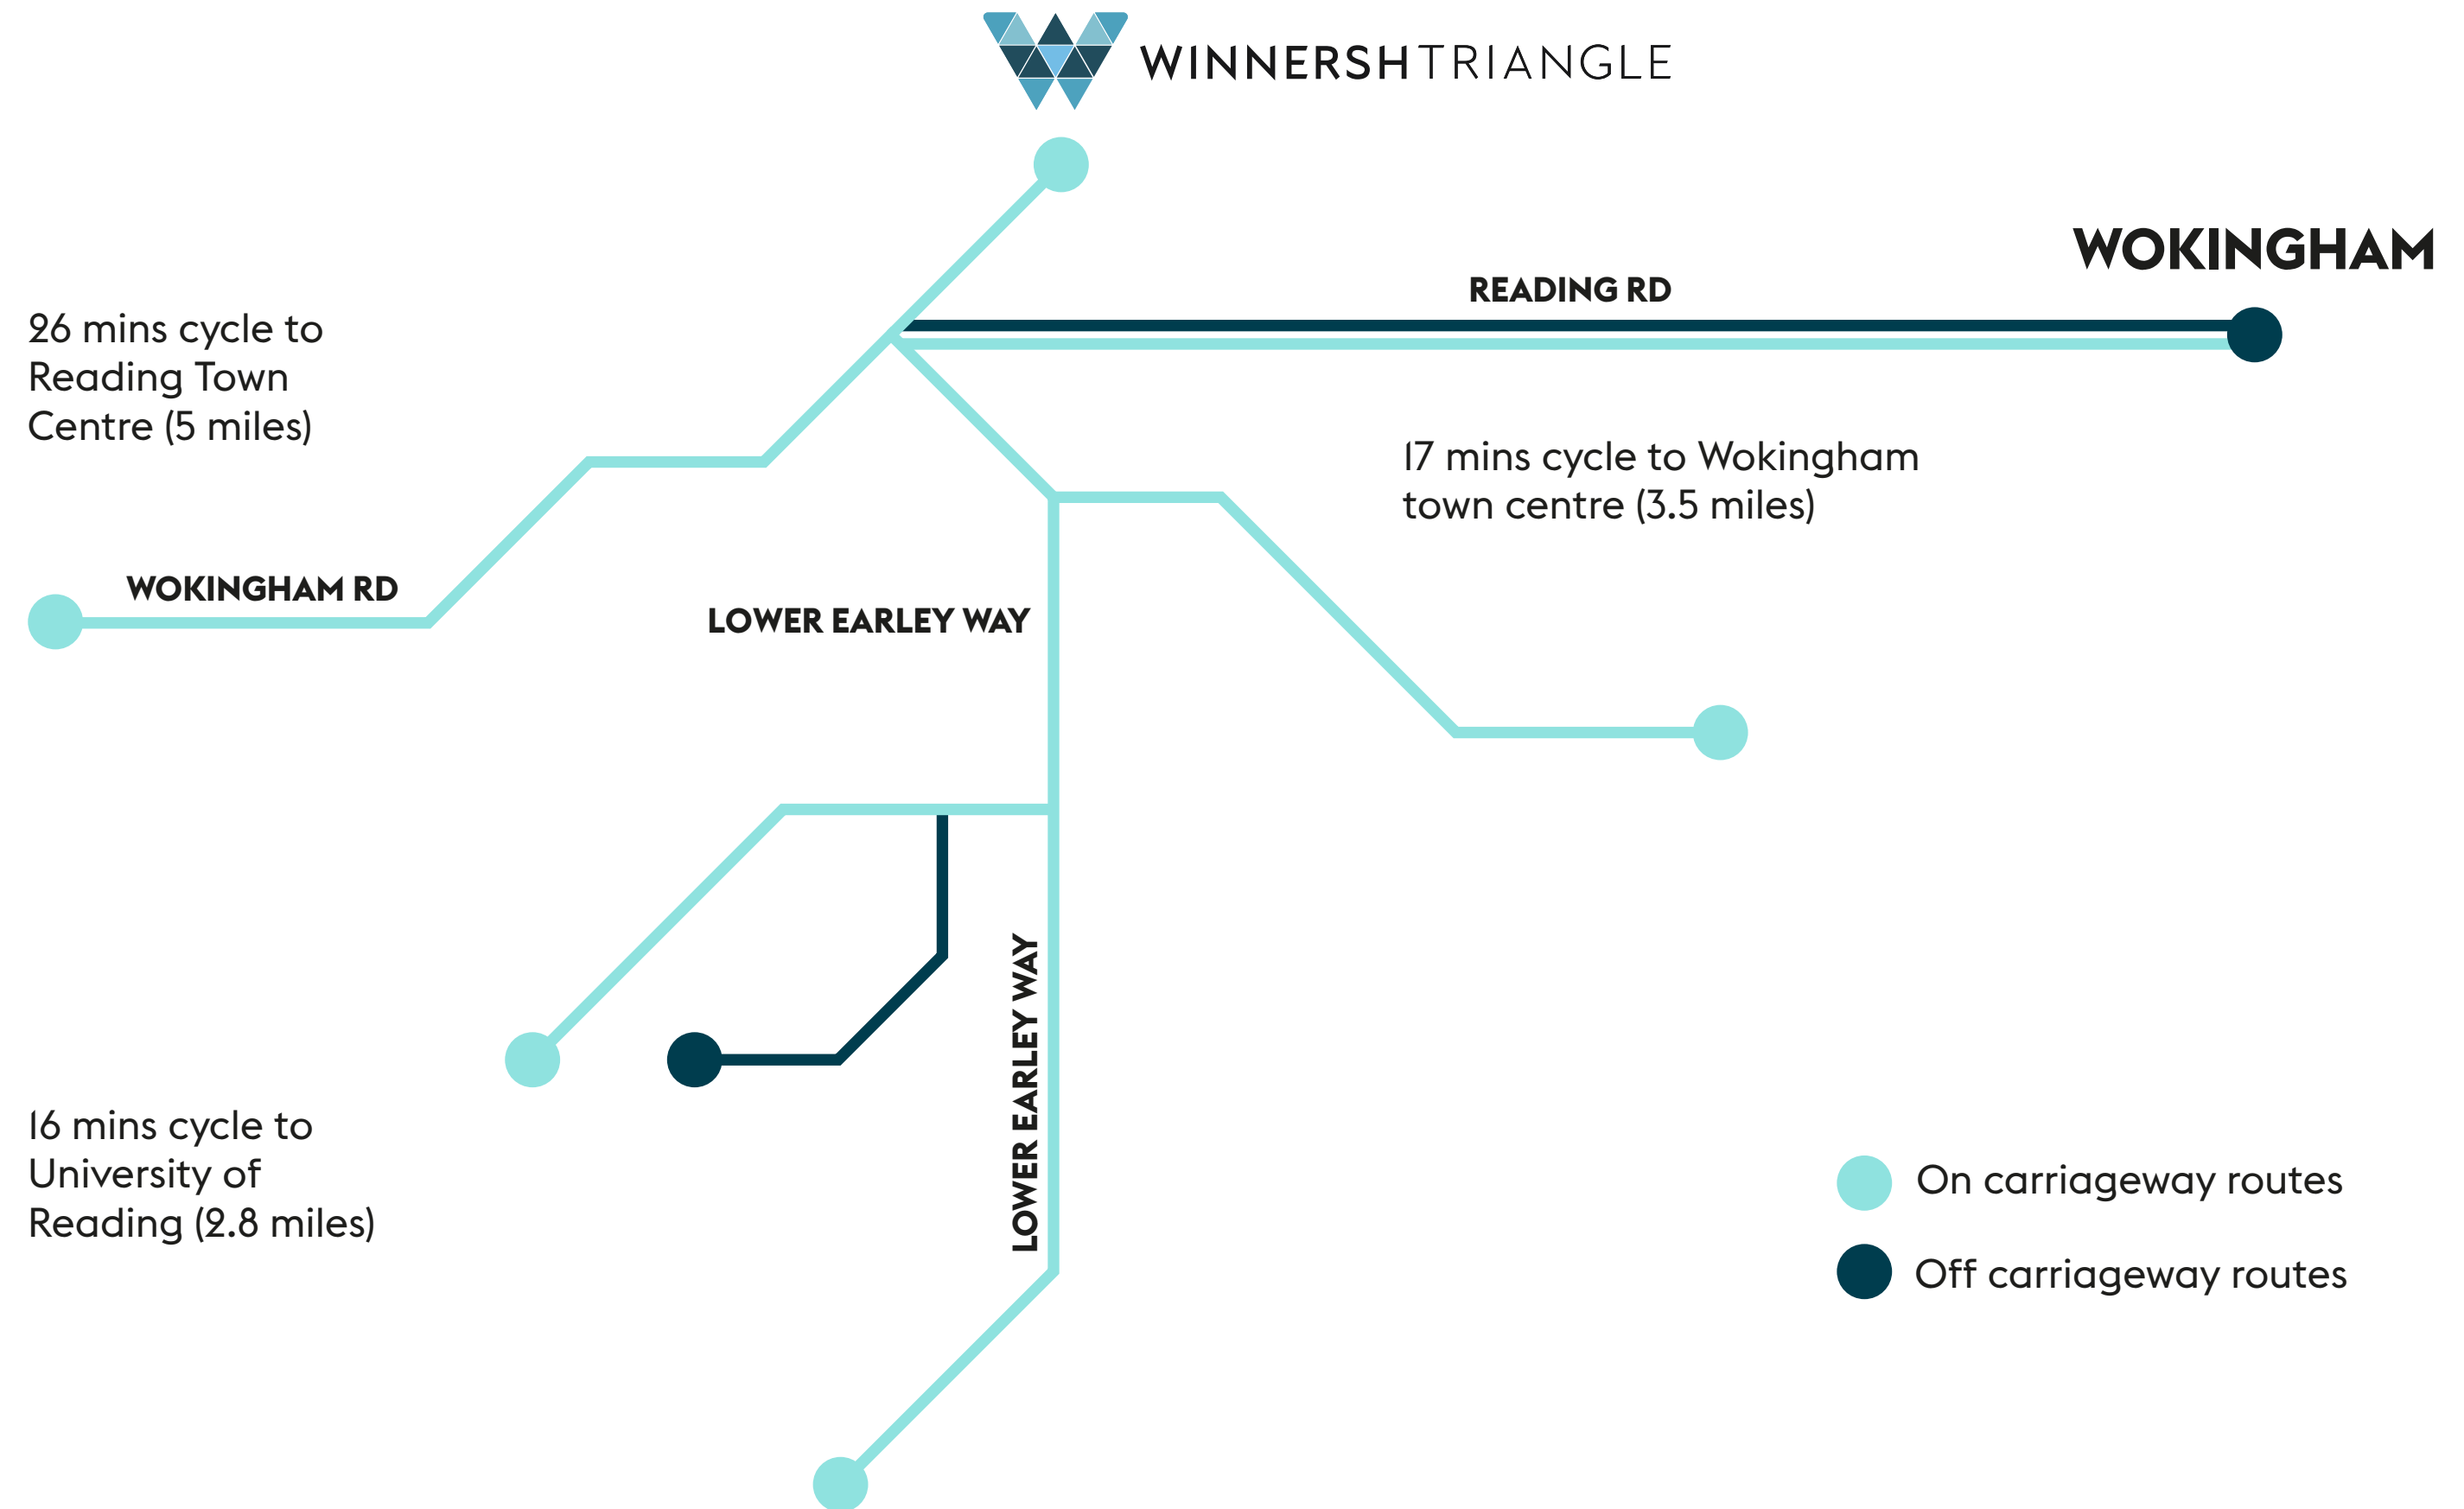 WINNERSHTRIANGLE
WOKINGHAM
READING RD
26 mins cycle to
Reading Town
Centre (5 miles)
17 mins cycle to Wokingham
town centre (3.5 miles)
WOKINGHAM RD
LOWER EARLEY WAY
LOWER EARLEY WAY
16 mins cycle to
University of
Reading (2.8 miles)
On carriageway routes
Off carriageway routes